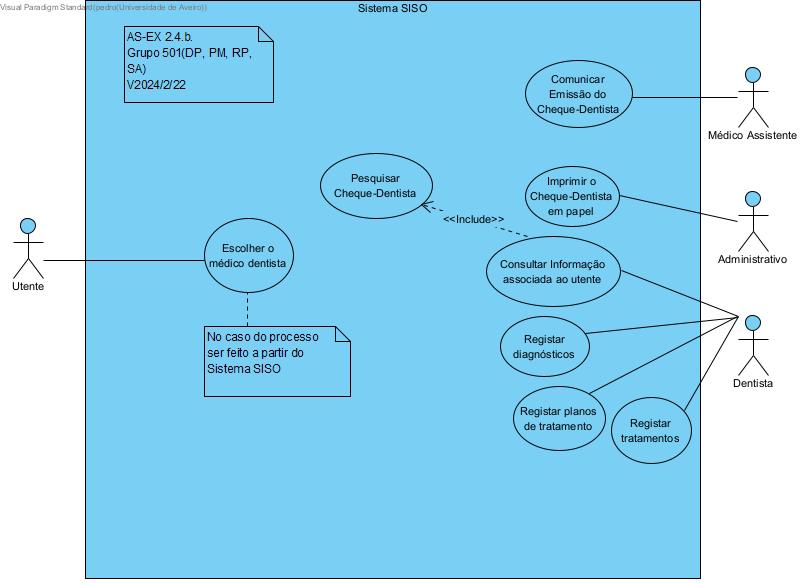 Visual Paradigm Standard(pedro(Universidade de Aveiro))
Sistema SISO
AS-EX 2.4.b.
Grupo 501(DP, PM, RP,
SA)
V2024/2/22
Comunicar
Emissão do
Cheque-Dentista
Médico Assistente
Pesquisar
Cheque-Dentista
Imprimir o
Cheque-Dentista
em papel
<<Include>>
Administrativo
Escolher o
médico dentista
Utente
Consultar Informação
associada ao utente
No caso do processo
ser feito a partir do
Sistema SISO
Registar
diagnósticos
Dentista
Registar planos
de tratamento
Registar
tratamentos